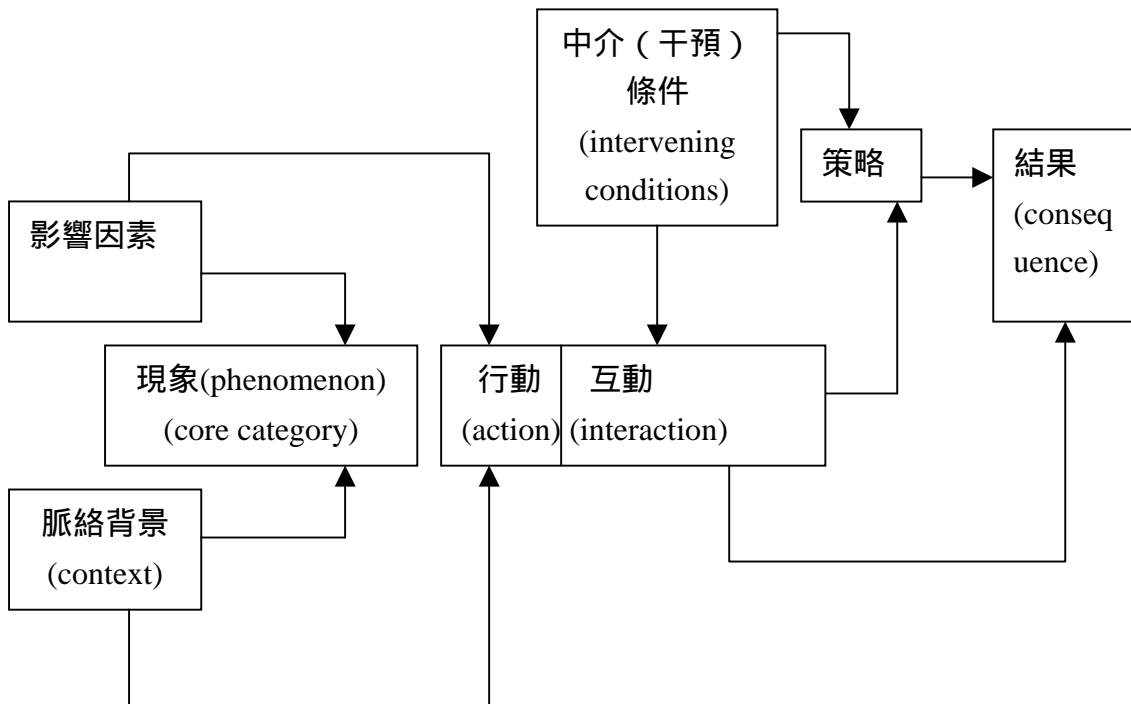 中介（干預）
條件
(intervening
conditions)
策略
結果
(conseq
uence)
影響因素
現象(phenomenon)
(core category)
行動
(action)
互動
(interaction)
脈絡背景
(context)